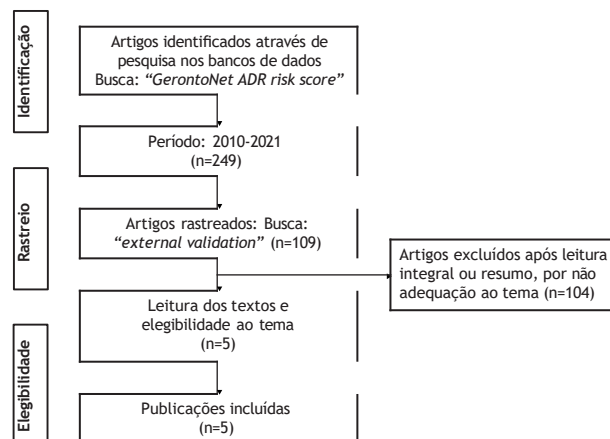 Identificação
Artigos identificados através de
pesquisa nos bancos de dados
Busca: “GerontoNet ADR risk score”
Período: 2010-2021
(n=249)
Rastreio
Artigos rastreados: Busca:
“external validation” (n=109)
Artigos excluídos após leitura
integral ou resumo, por não
adequação ao tema (n=104)
Leitura dos textos e
elegibilidade ao tema
(n=5)
Elegibilidade
Publicações incluídas
(n=5)